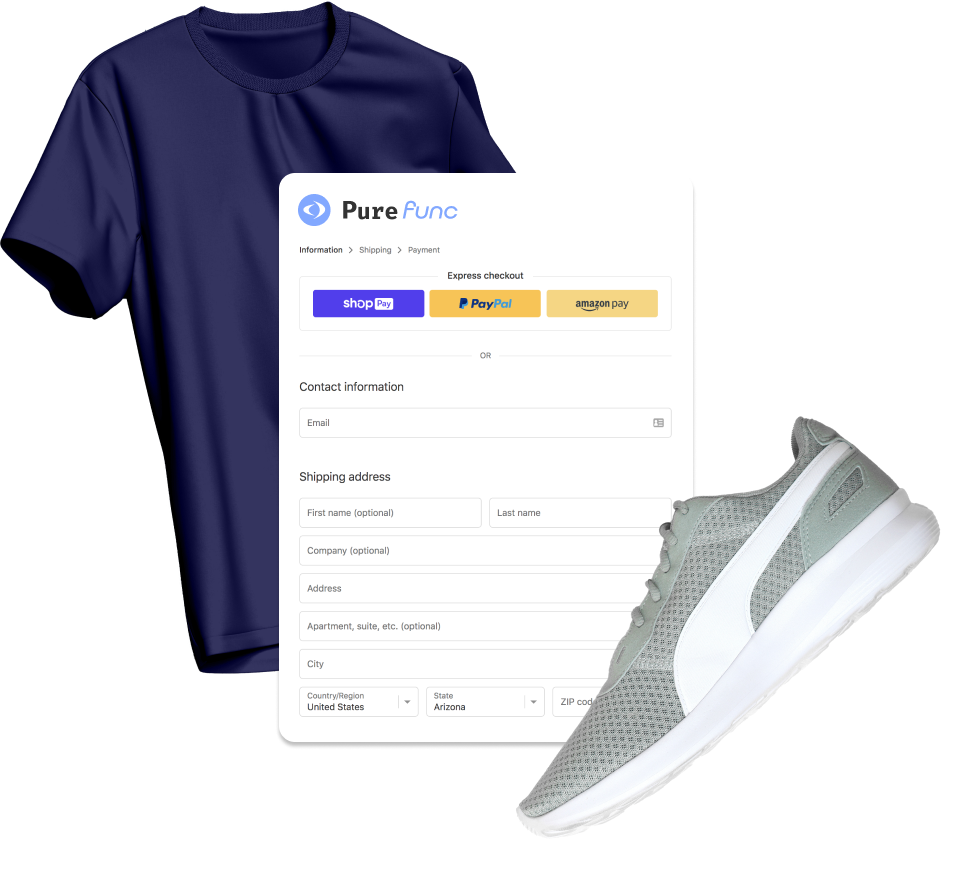 Pure func
Information > Shipping > Payment
Express checkout
shop Pay PayPal amazon pay
OR
Contact information
Email
Shipping address
First name (optional) Last name
Company (optional)
Address
Apartment, suite, etc. (optional)
City
Country/Region State
United States Arizona ZIP cod